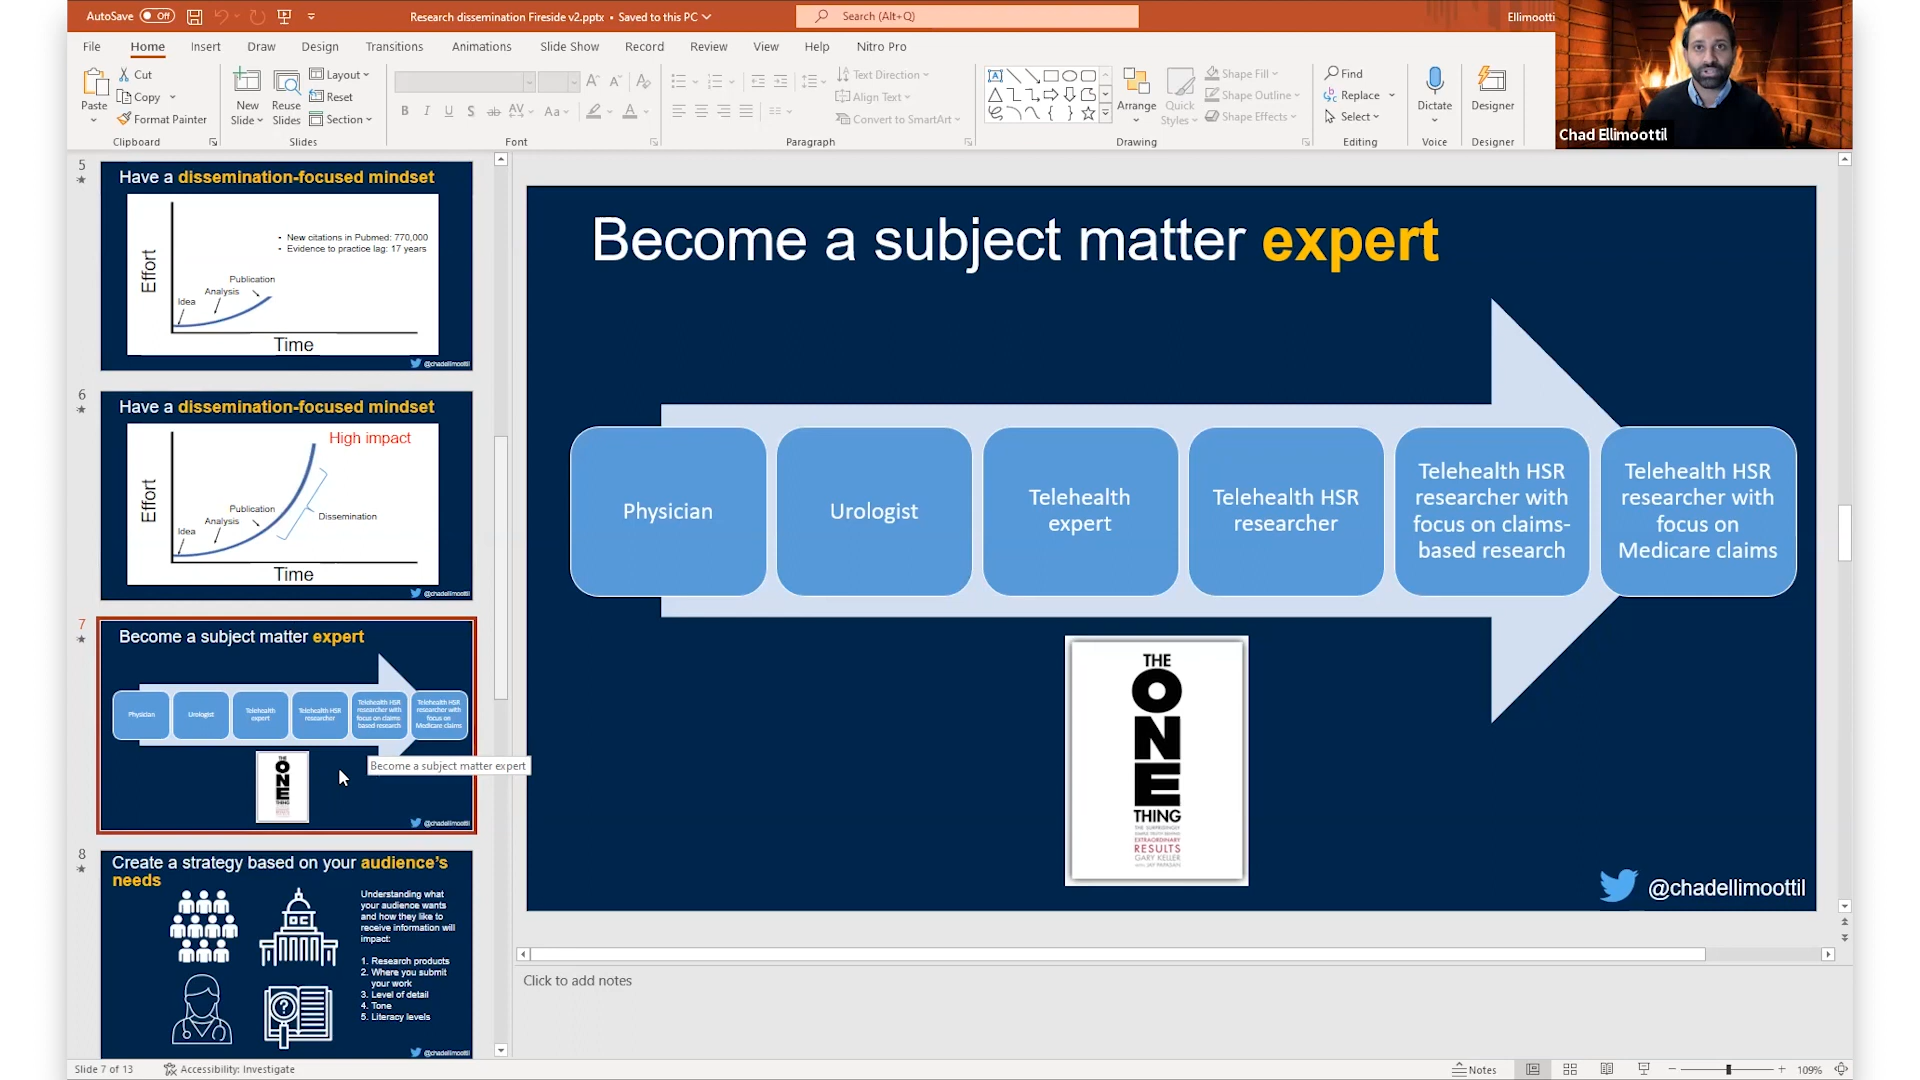 AutoSave Off
Research dissemination Fireside v2.pptx • Saved to this PC
Search (Alt+Q)
Ellimootti
File Home Insert Draw Design Transitions Animations Slide Show Record Review View Help Nitro Pro
Paste
Cut
Copy
Format Painter
Clipboard
New Slide
Reuse Slides
Layout
Reset
Section
Slides
B I U S ab AV Aa A
Font
Text Direction
Align Text
Convert to SmartArt
Paragraph
Arrange
Quick Styles
Shape Fill
Shape Outline
Shape Effects
Drawing
Find
Replace
Select
Editing
Dictate
Voice
Designer
Designer
Chad Ellimoottil
5
Have a dissemination-focused mindset
Effort
• New citations in Pubmed: 770,000
• Evidence to practice lag: 17 years
Publication
Analysis
Idea
Time
@chadellimoottil
6
Have a dissemination-focused mindset
High impact
Effort
Publication
Analysis
Idea
Dissemination
Time
@chadellimoottil
7
Become a subject matter expert
Physician
Urologist
Telehealth
expert
Telehealth HSR
researcher
Telehealth HSR
researcher with
focus on claims-
based research
Telehealth HSR
researcher with
focus on
Medicare claims
THE
ONE
THING
Become a subject matter expert
@chadellimoottil
8
Create a strategy based on your audience's
needs
Understanding what
your audience wants
and how they like to
receive information will
impact:
1. Research products
2. Where you submit
your work
3. Level of detail
4. Tone
5. Literacy levels
@chadellimoottil
Become a subject matter expert
Physician
Urologist
Telehealth
expert
Telehealth HSR
researcher
Telehealth HSR
researcher with
focus on claims-
based research
Telehealth HSR
researcher with
focus on
Medicare claims
THE
ONE
THING
THE SURPRISINGLY
SIMPLE TRUTH BEHIND
EXTRAORDINARY
RESULTS
GARY KELLER
WITH JAY PAPASAN
@chadellimoottil
Click to add notes
Slide 7 of 13
Accessibility: Investigate
Notes
109%